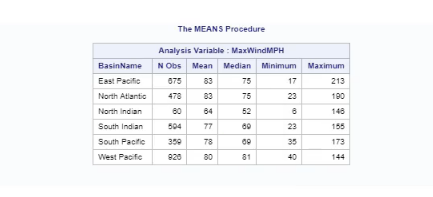 The MEANS Procedure
Analysis Variable : MaxWindMPH
BasinName N Obs Mean Median Minimum Maximum
East Pacific 675 83 75 17 213
North Atlantic 478 83 75 23 190
North Indian 60 64 52 6 146
South Indian 594 77 69 23 155
South Pacific 359 78 69 35 173
West Pacific 926 80 81 40 144